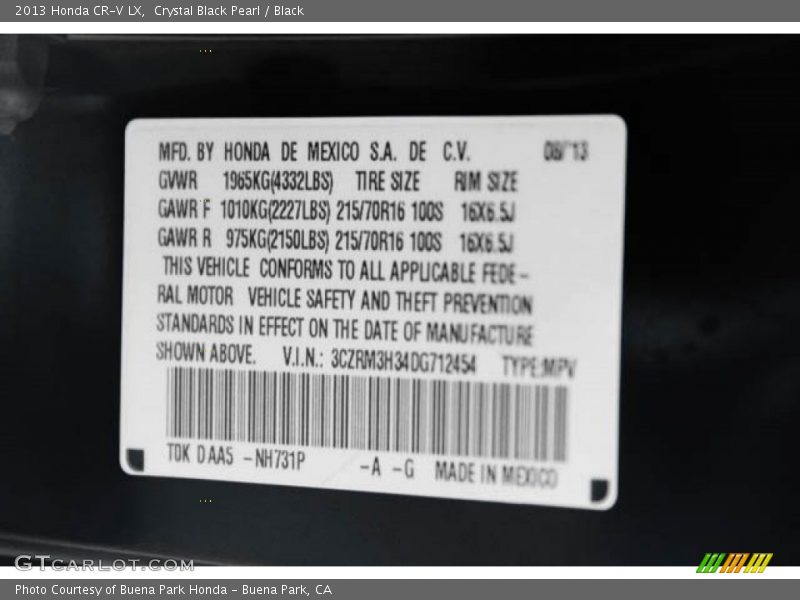 2013 Honda CR-V LX,  Crystal Black Pearl / Black
MFD. BY HONDA DE MEXICO S.A. DE C.V. 08/13
GVWR 1965KG(4332LBS) TIRE SIZE RIM SIZE
GAWR F 1010KG(2227LBS) 215/70R16 100S 16X6.5J
GAWR R 975KG(2150LBS) 215/70R16 100S 16X6.5J
THIS VEHICLE CONFORMS TO ALL APPLICABLE FEDE-
RAL MOTOR VEHICLE SAFETY AND THEFT PREVENTION
STANDARDS IN EFFECT ON THE DATE OF MANUFACTURE
SHOWN ABOVE. V.I.N.: 3CZRM3H34DG712454 TYPE:MPV
TDK DAA5 -NH731P -A -G MADE IN MEXICO
GTCARLOT.COM
Photo Courtesy of Buena Park Honda - Buena Park, CA